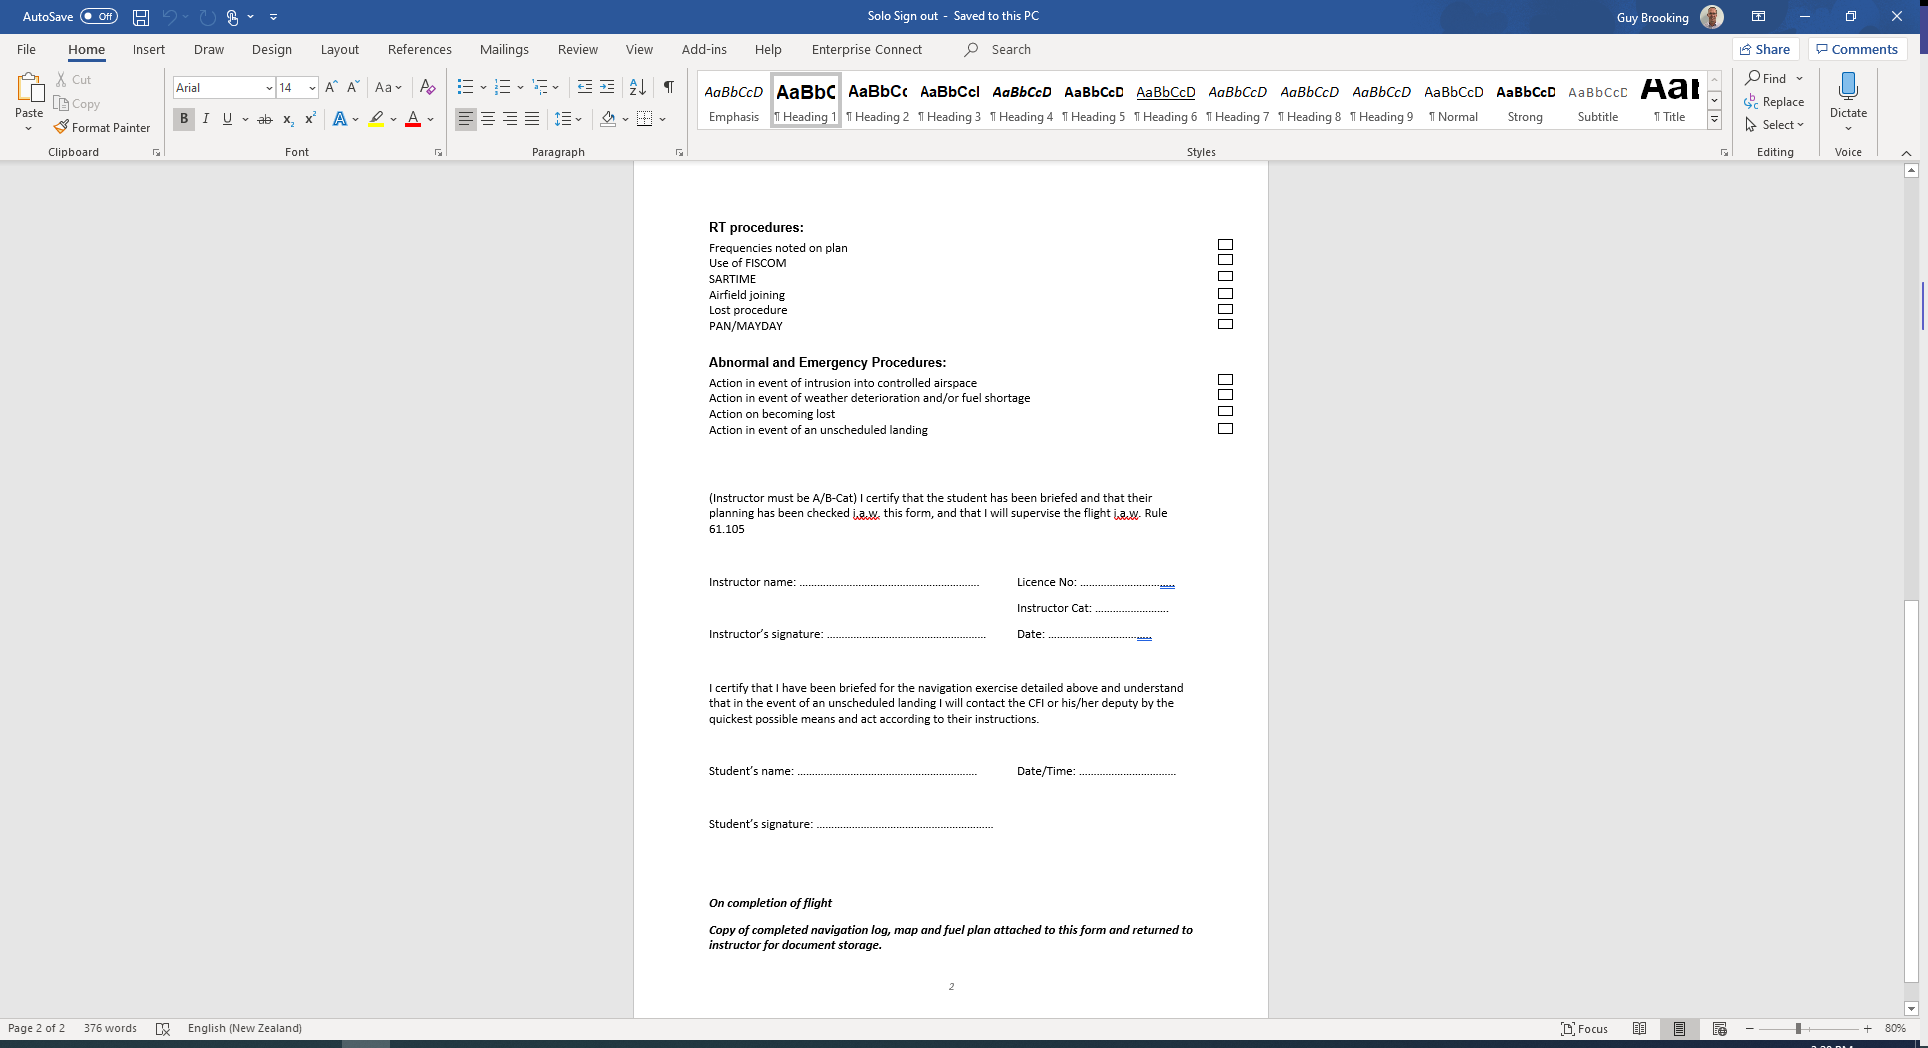 AutoSave Off Solo Sign out - Saved to this PC Guy Brooking
File Home Insert Draw Design Layout References Mailings Review View Add-ins Help Enterprise Connect Search Share Comments
Paste
Cut
Copy
Format Painter
Clipboard
Arial 14
Font
Paragraph
AaBbCcD AaBbC AaBbCc AaBbCcI AaBbCcD AaBbCcD AaBbCcD AaBbCcD AaBbCcD AaBbCcD AaBbCcD AaBbCcD AaBbCcD AaB
Emphasis ¶ Heading 1 ¶ Heading 2 ¶ Heading 3 ¶ Heading 4 ¶ Heading 5 ¶ Heading 6 ¶ Heading 7 ¶ Heading 8 ¶ Heading 9 ¶ Normal Strong Subtitle ¶ Title
Styles
Find
Replace
Select
Editing
Dictate
Voice
RT procedures:
Frequencies noted on plan
Use of FISCOM
SARTIME
Airfield joining
Lost procedure
PAN/MAYDAY
Abnormal and Emergency Procedures:
Action in event of intrusion into controlled airspace
Action in event of weather deterioration and/or fuel shortage
Action on becoming lost
Action in event of an unscheduled landing
(Instructor must be A/B-Cat) I certify that the student has been briefed and that their
planning has been checked i.a.w. this form, and that I will supervise the flight i.a.w. Rule
61.105
Instructor name: ............................................................. Licence No: ................................
Instructor Cat: .........................
Instructor’s signature: ...................................................... Date: ...................................
I certify that I have been briefed for the navigation exercise detailed above and understand
that in the event of an unscheduled landing I will contact the CFI or his/her deputy by the
quickest possible means and act according to their instructions.
Student’s name: ............................................................. Date/Time: .................................
Student’s signature: ............................................................
On completion of flight
Copy of completed navigation log, map and fuel plan attached to this form and returned to
instructor for document storage.
2
Page 2 of 2 376 words English (New Zealand) Focus 80%